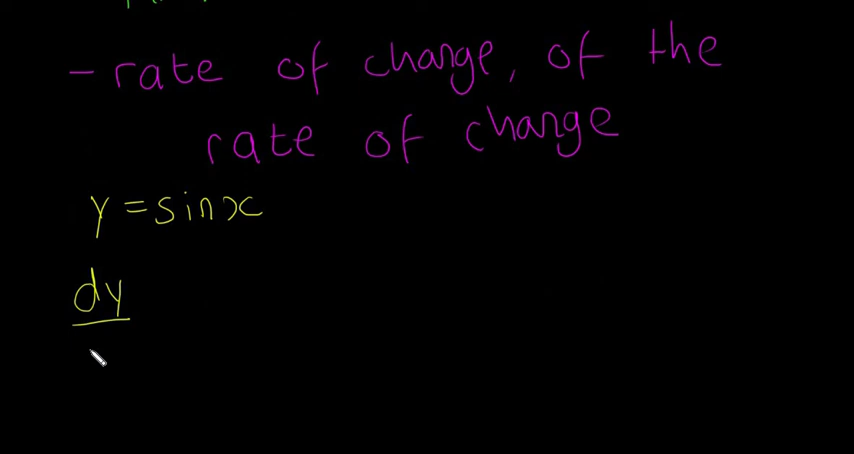 - rate of change, of the
rate of change
y = sinx
dy